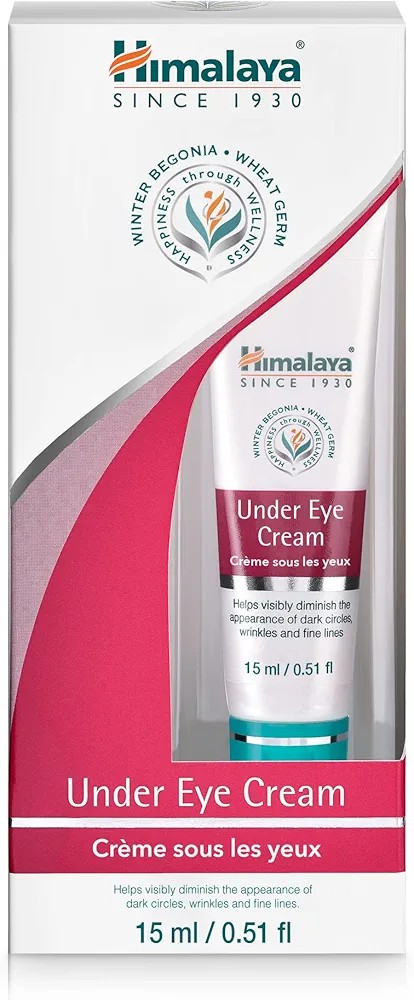 Himalaya®
SINCE 1930
WINTER BEGONIA • WHEAT GERM
HAPPINESS through WELLNESS
Himalaya®
SINCE 1930
WINTER BEGONIA • WHEAT GERM
HAPPINESS through WELLNESS
Under Eye
Cream
Crème sous les yeux
Helps visibly diminish the
appearance of dark circles,
wrinkles and fine lines
15 ml / 0.51 fl
Under Eye Cream
Crème sous les yeux
Helps visibly diminish the appearance of
dark circles, wrinkles and fine lines.
15 ml / 0.51 fl